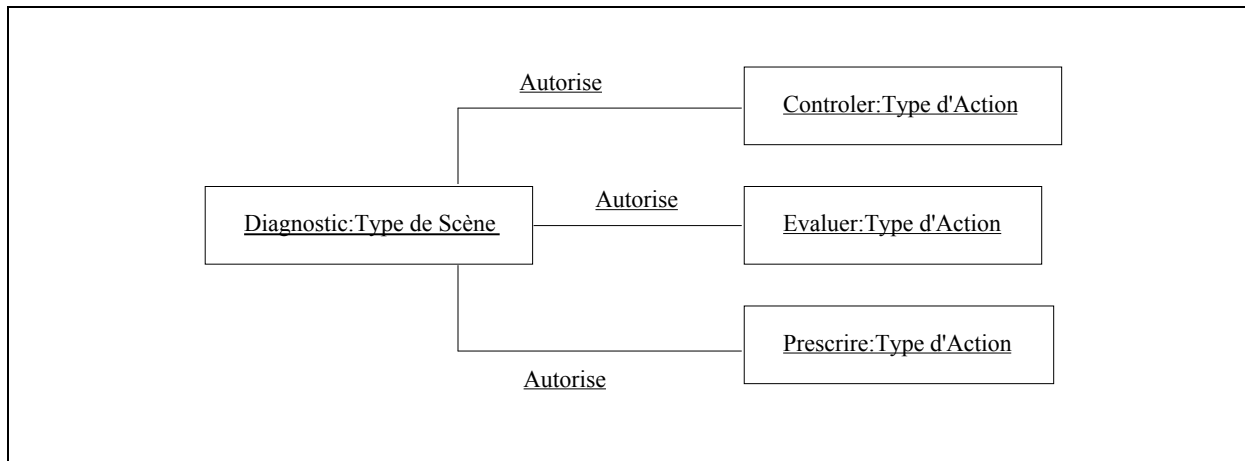 Autorise
Controler:Type d'Action
Autorise
Diagnostic:Type de Scène
Evaluer:Type d'Action
Prescrire:Type d'Action
Autorise